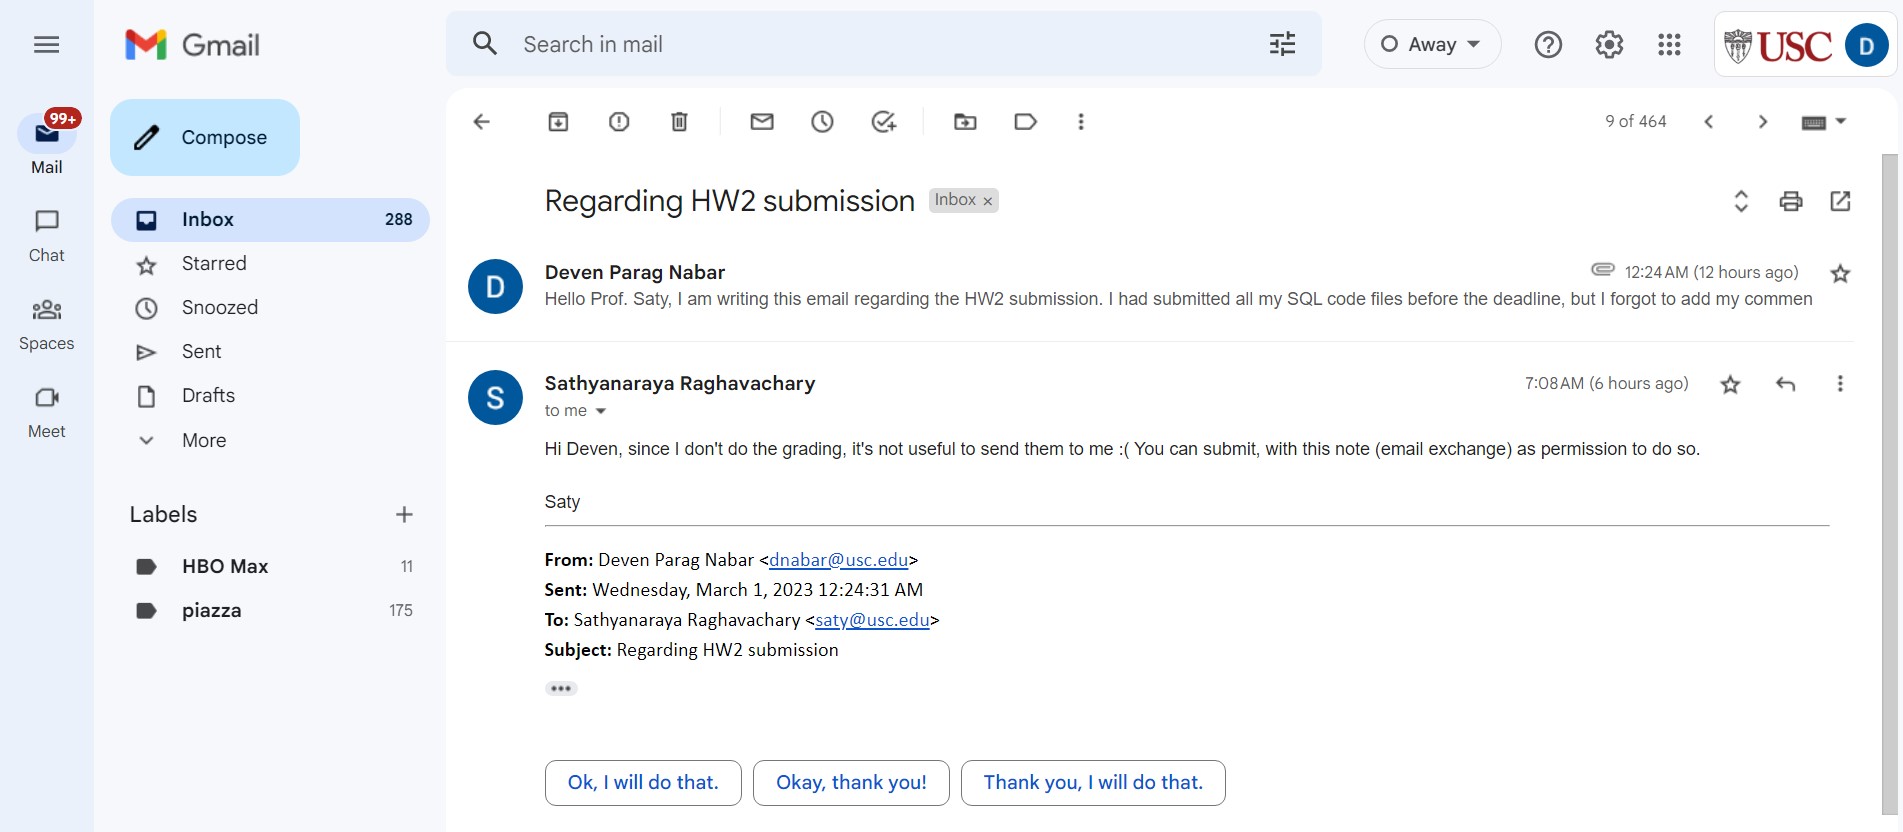 Gmail
Search in mail
Away
USC
D
99+
Mail
Compose
9 of 464
Chat
Inbox 288
Regarding HW2 submission Inbox ×
Starred
Spaces
Snoozed
Sent
Meet
Drafts
More
D
Deven Parag Nabar 12:24 AM (12 hours ago)
Hello Prof. Saty, I am writing this email regarding the HW2 submission. I had submitted all my SQL code files before the deadline, but I forgot to add my commen
S
Sathyanaraya Raghavachary 7:08 AM (6 hours ago)
to me
Hi Deven, since I don't do the grading, it's not useful to send them to me :( You can submit, with this note (email exchange) as permission to do so.
Saty
Labels
HBO Max 11
piazza 175
From: Deven Parag Nabar <dnabar@usc.edu>
Sent: Wednesday, March 1, 2023 12:24:31 AM
To: Sathyanaraya Raghavachary <saty@usc.edu>
Subject: Regarding HW2 submission
Ok, I will do that.
Okay, thank you!
Thank you, I will do that.